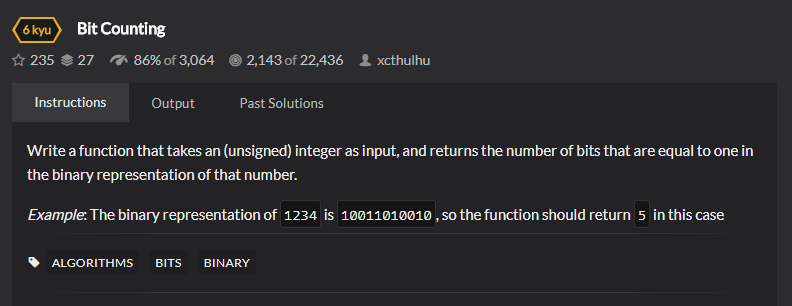 6 kyu Bit Counting
235 27 86% of 3,064 2,143 of 22,436 xcthulhu
Instructions Output Past Solutions
Write a function that takes an (unsigned) integer as input, and returns the number of bits that are equal to one in
the binary representation of that number.
Example: The binary representation of 1234 is 10011010010, so the function should return 5 in this case
ALGORITHMS BITS BINARY